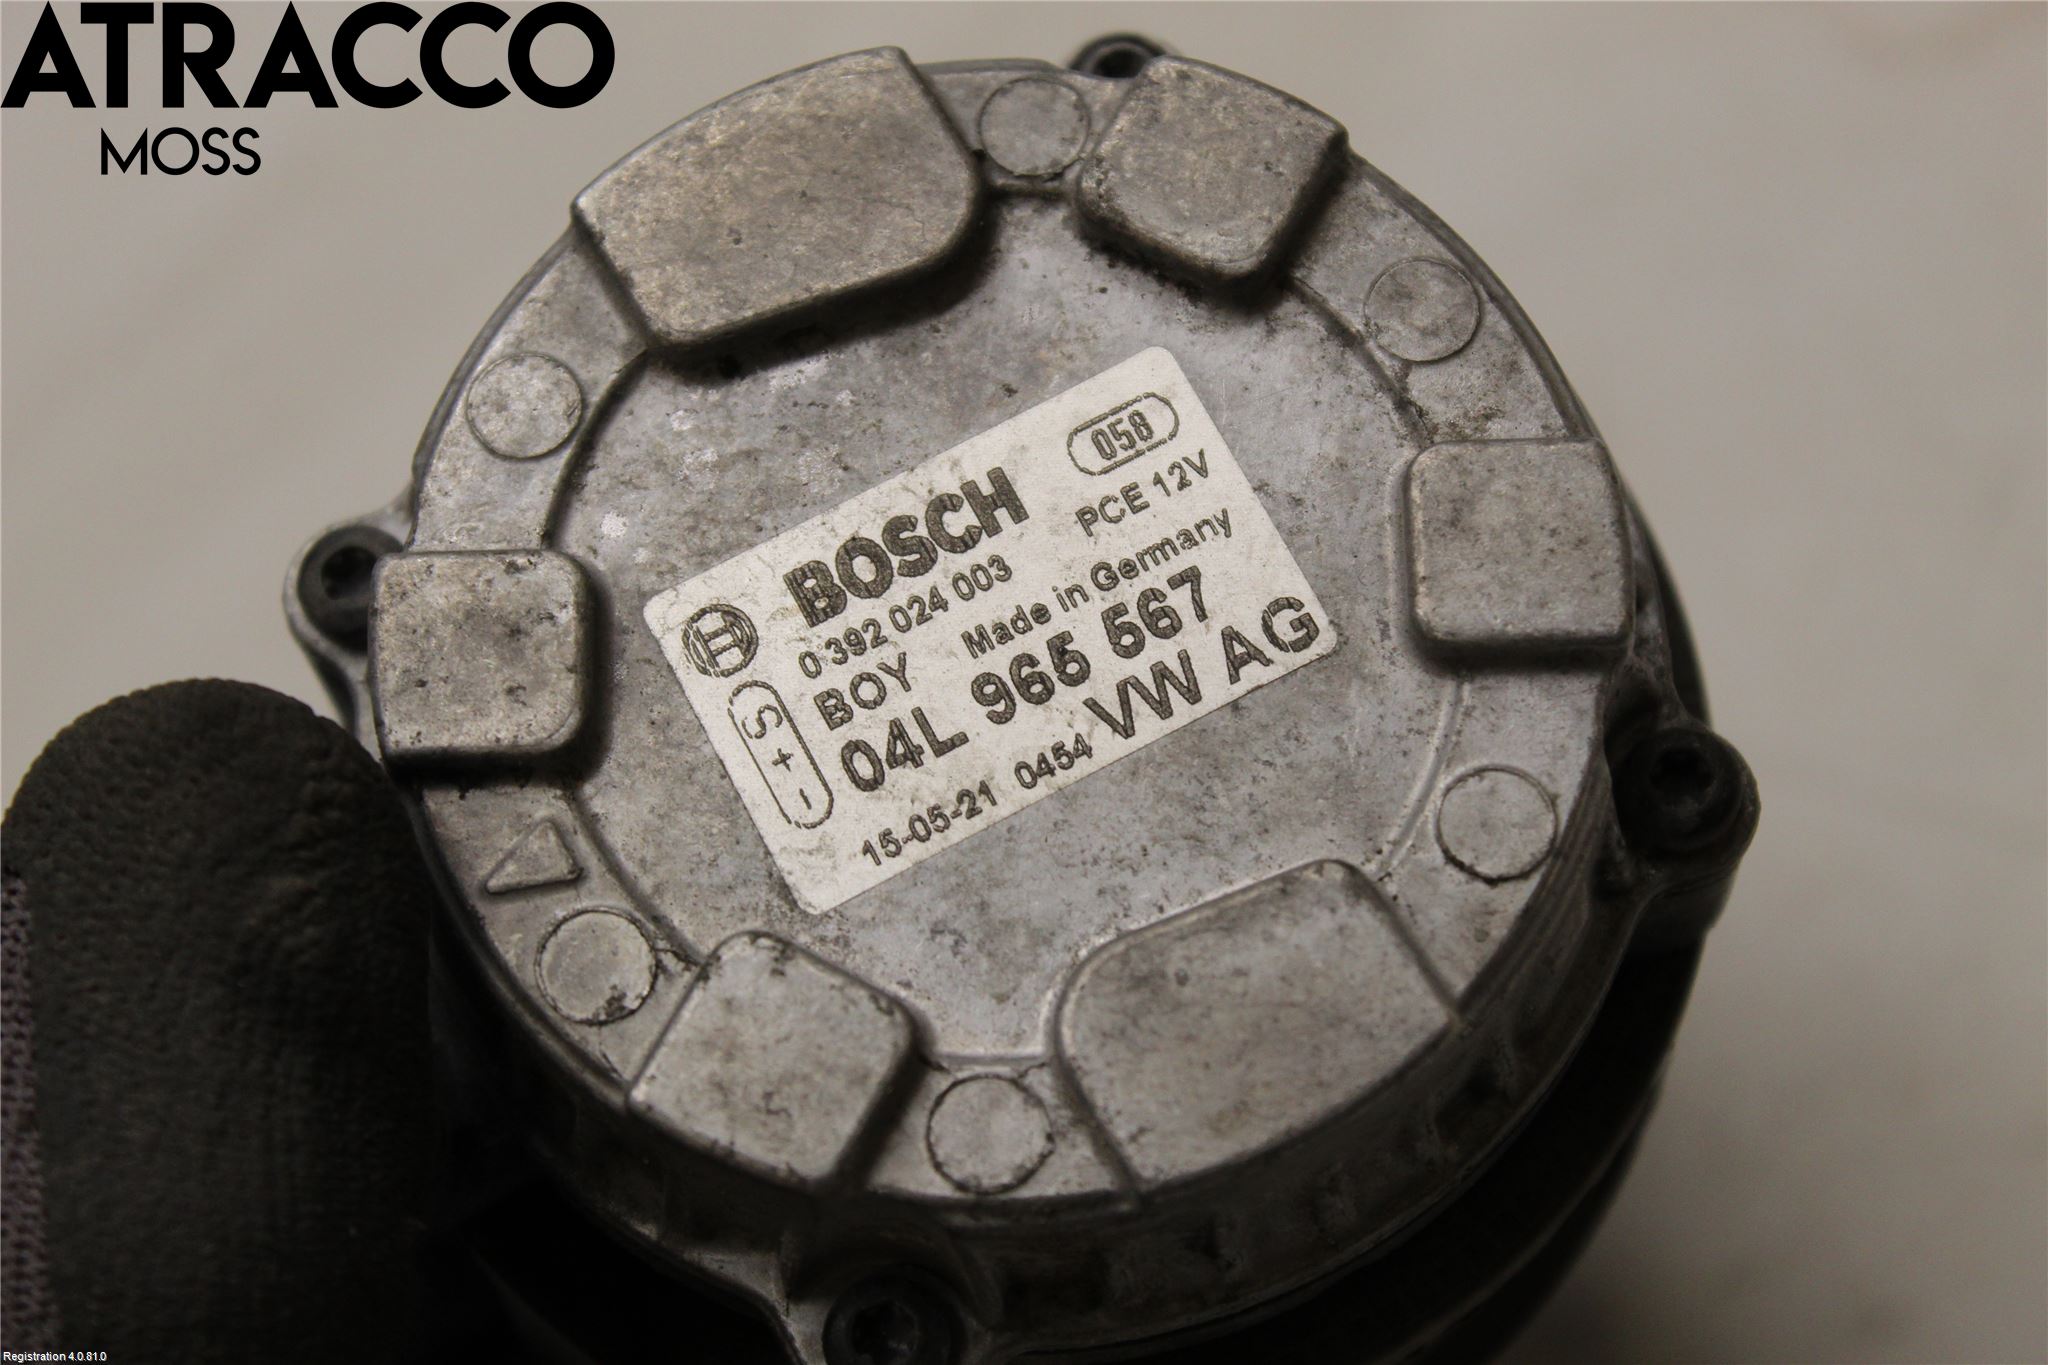 ATRACCO
MOSS
058
BOSCH
PCE 12V
0 392 024 003
Made in Germany
BOY
04L 965 567
VW AG
S + -
15-05-21 0454
Registration 4.0.81.0